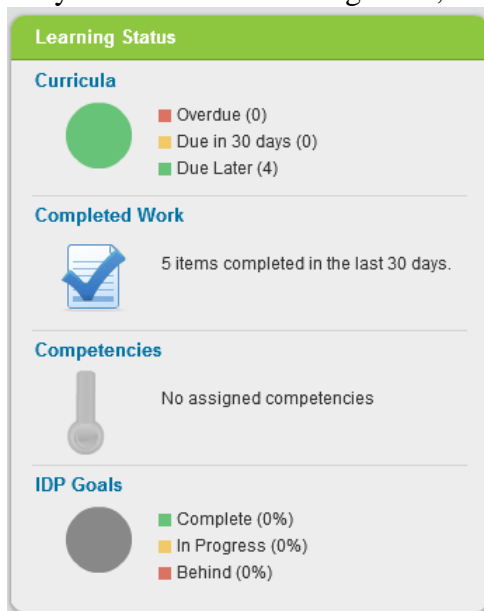 Learning Status
Curricula
Overdue (0)
Due in 30 days (0)
Due Later (4)
Completed Work
5 items completed in the last 30 days.
Competencies
No assigned competencies
IDP Goals
Complete (0%)
In Progress (0%)
Behind (0%)